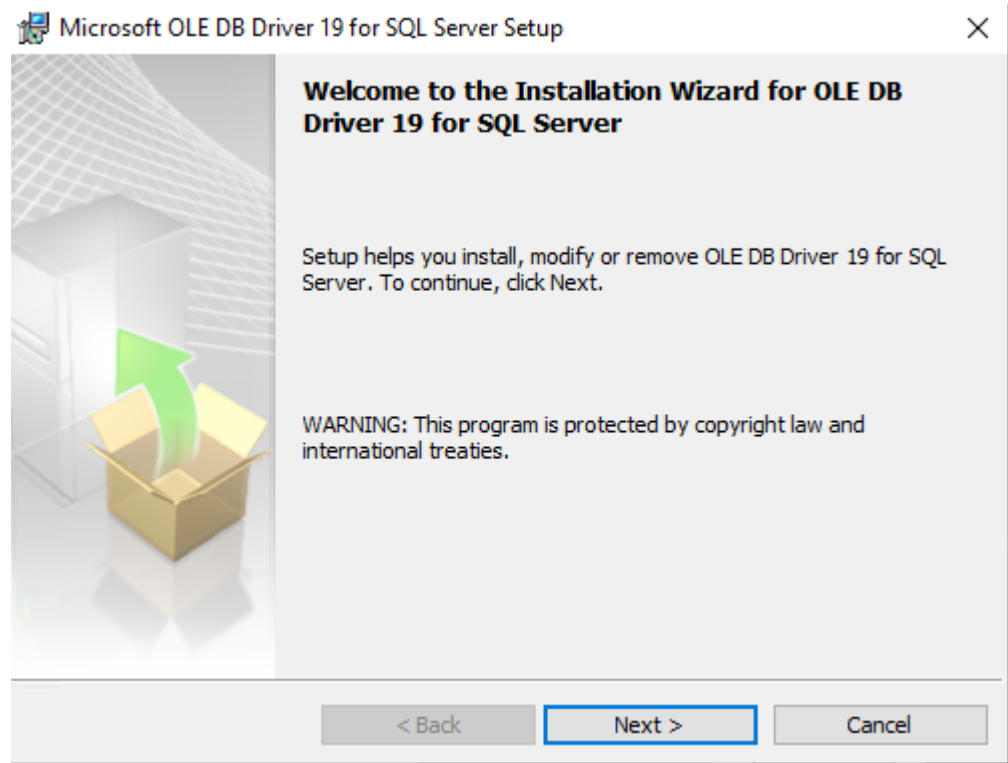 Microsoft OLE DB Driver 19 for SQL Server Setup
Welcome to the Installation Wizard for OLE DB
Driver 19 for SQL Server
Setup helps you install, modify or remove OLE DB Driver 19 for SQL
Server. To continue, click Next.
WARNING: This program is protected by copyright law and
international treaties.
< Back
Next >
Cancel